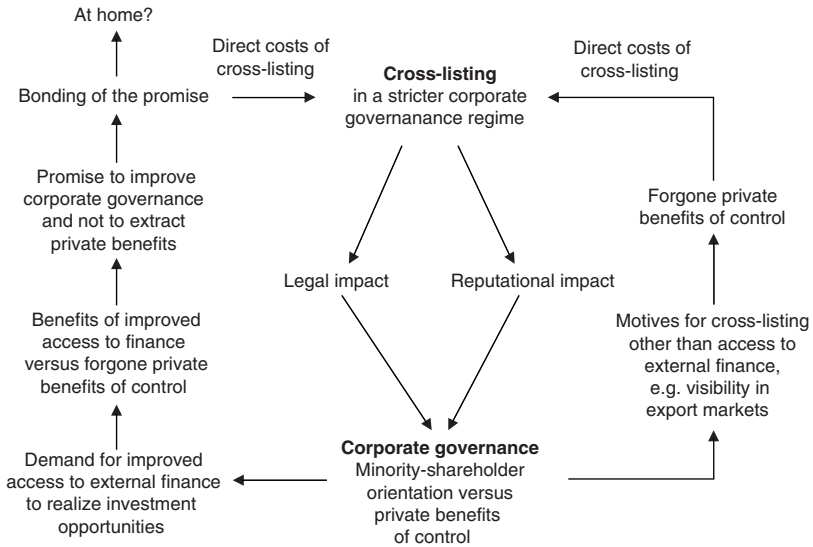 At home?
Direct costs of
cross-listing
Bonding of the promise
Cross-listing
in a stricter corporate
governanance regime
Direct costs of
cross-listing
Promise to improve
corporate governance
and not to extract
private benefits
Forgone private
benefits of control
Legal impact
Reputational impact
Benefits of improved
access to finance
versus forgone private
benefits of control
Motives for cross-listing
other than access to
external finance,
e.g. visibility in
export markets
Demand for improved
access to external finance
to realize investment
opportunities
Corporate governance
Minority-shareholder
orientation versus
private benefits
of control